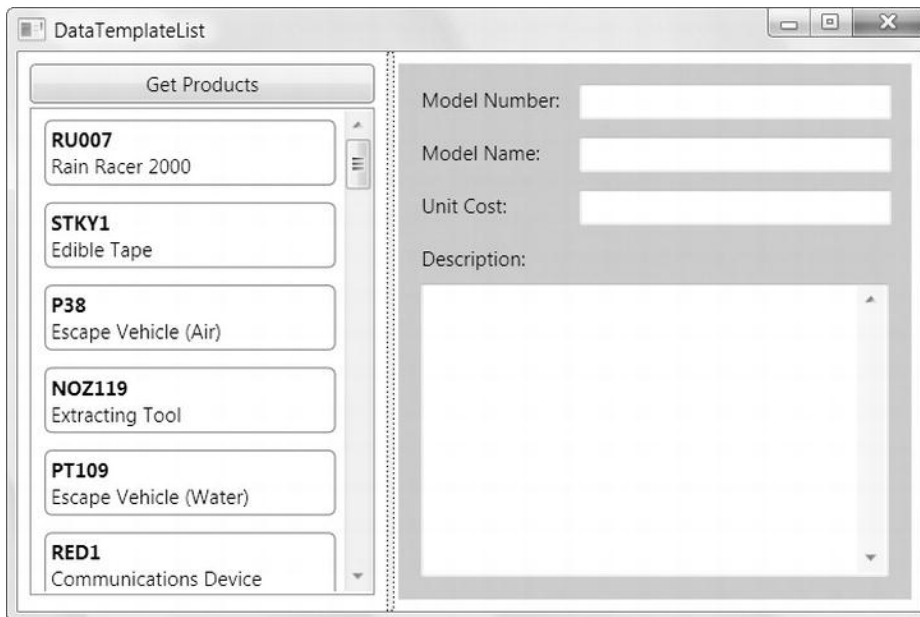 DataTemplateList
Get Products
RU007
Rain Racer 2000
STKY1
Edible Tape
P38
Escape Vehicle (Air)
NOZ119
Extracting Tool
PT109
Escape Vehicle (Water)
RED1
Communications Device
Model Number:
Model Name:
Unit Cost:
Description: